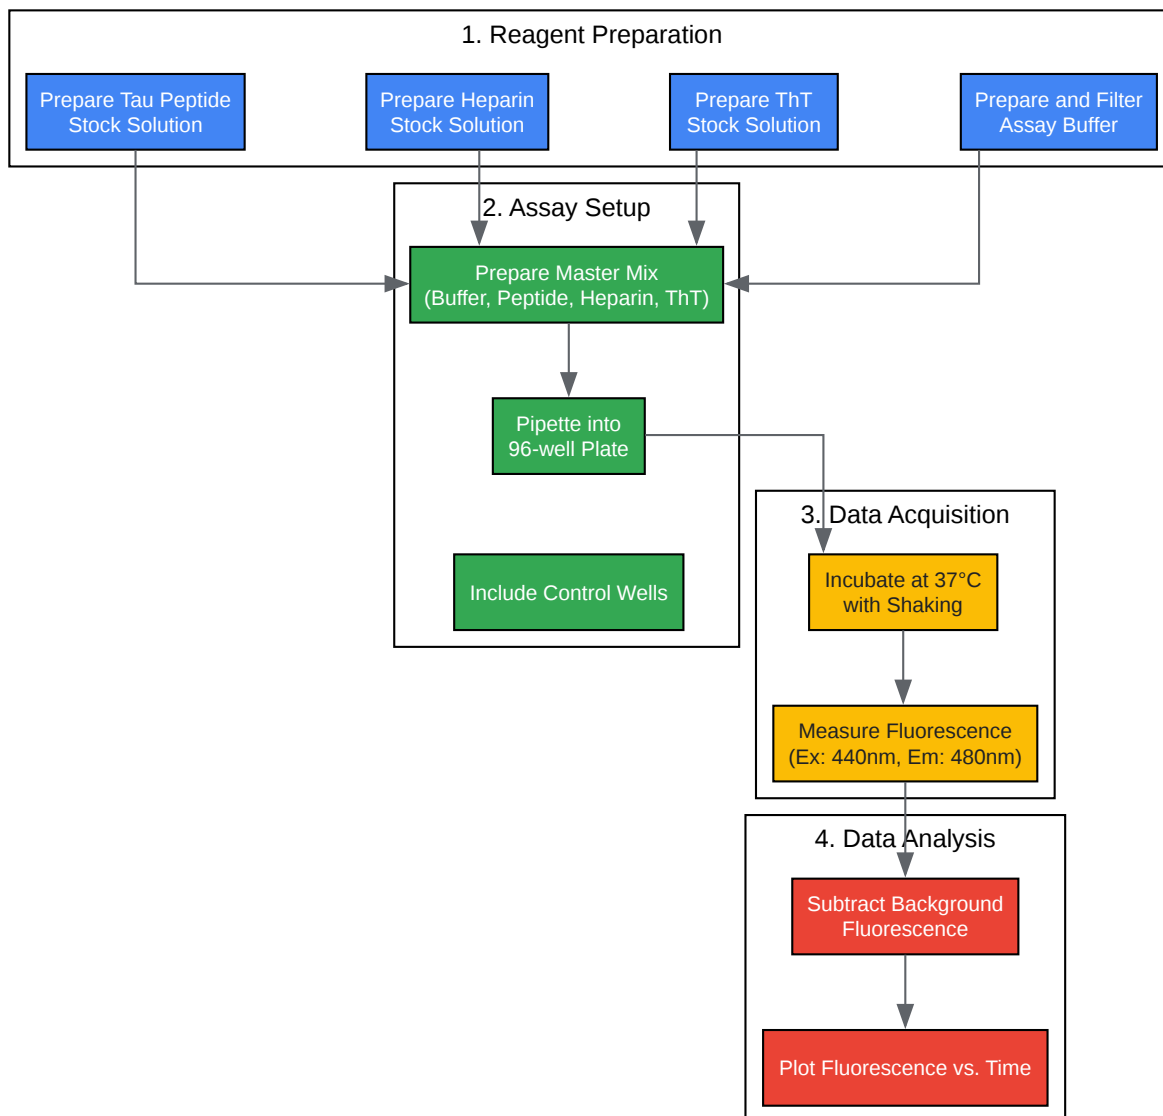 1. Reagent Preparation
Prepare Tau Peptide
Stock Solution
Prepare Heparin
Stock Solution
Prepare ThT
Stock Solution
Prepare and Filter
Assay Buffer
2. Assay Setup
Prepare Master Mix
(Buffer, Peptide, Heparin, ThT)
Pipette into
96-well Plate
Include Control Wells
3. Data Acquisition
Incubate at 37°C
with Shaking
Measure Fluorescence
(Ex: 440nm, Em: 480nm)
4. Data Analysis
Subtract Background
Fluorescence
Plot Fluorescence vs. Time